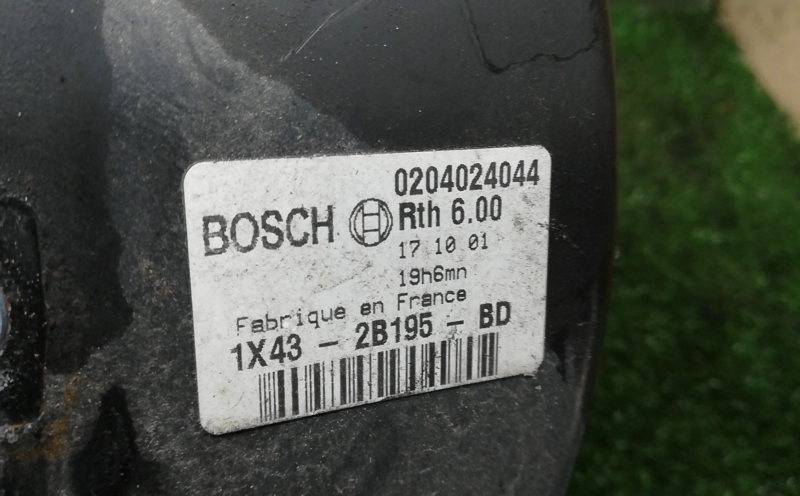 0204024044
BOSCH Rth 6.00
17 10 01
19h6mn
Fabrique en France
1X43 - 2B195 - BD